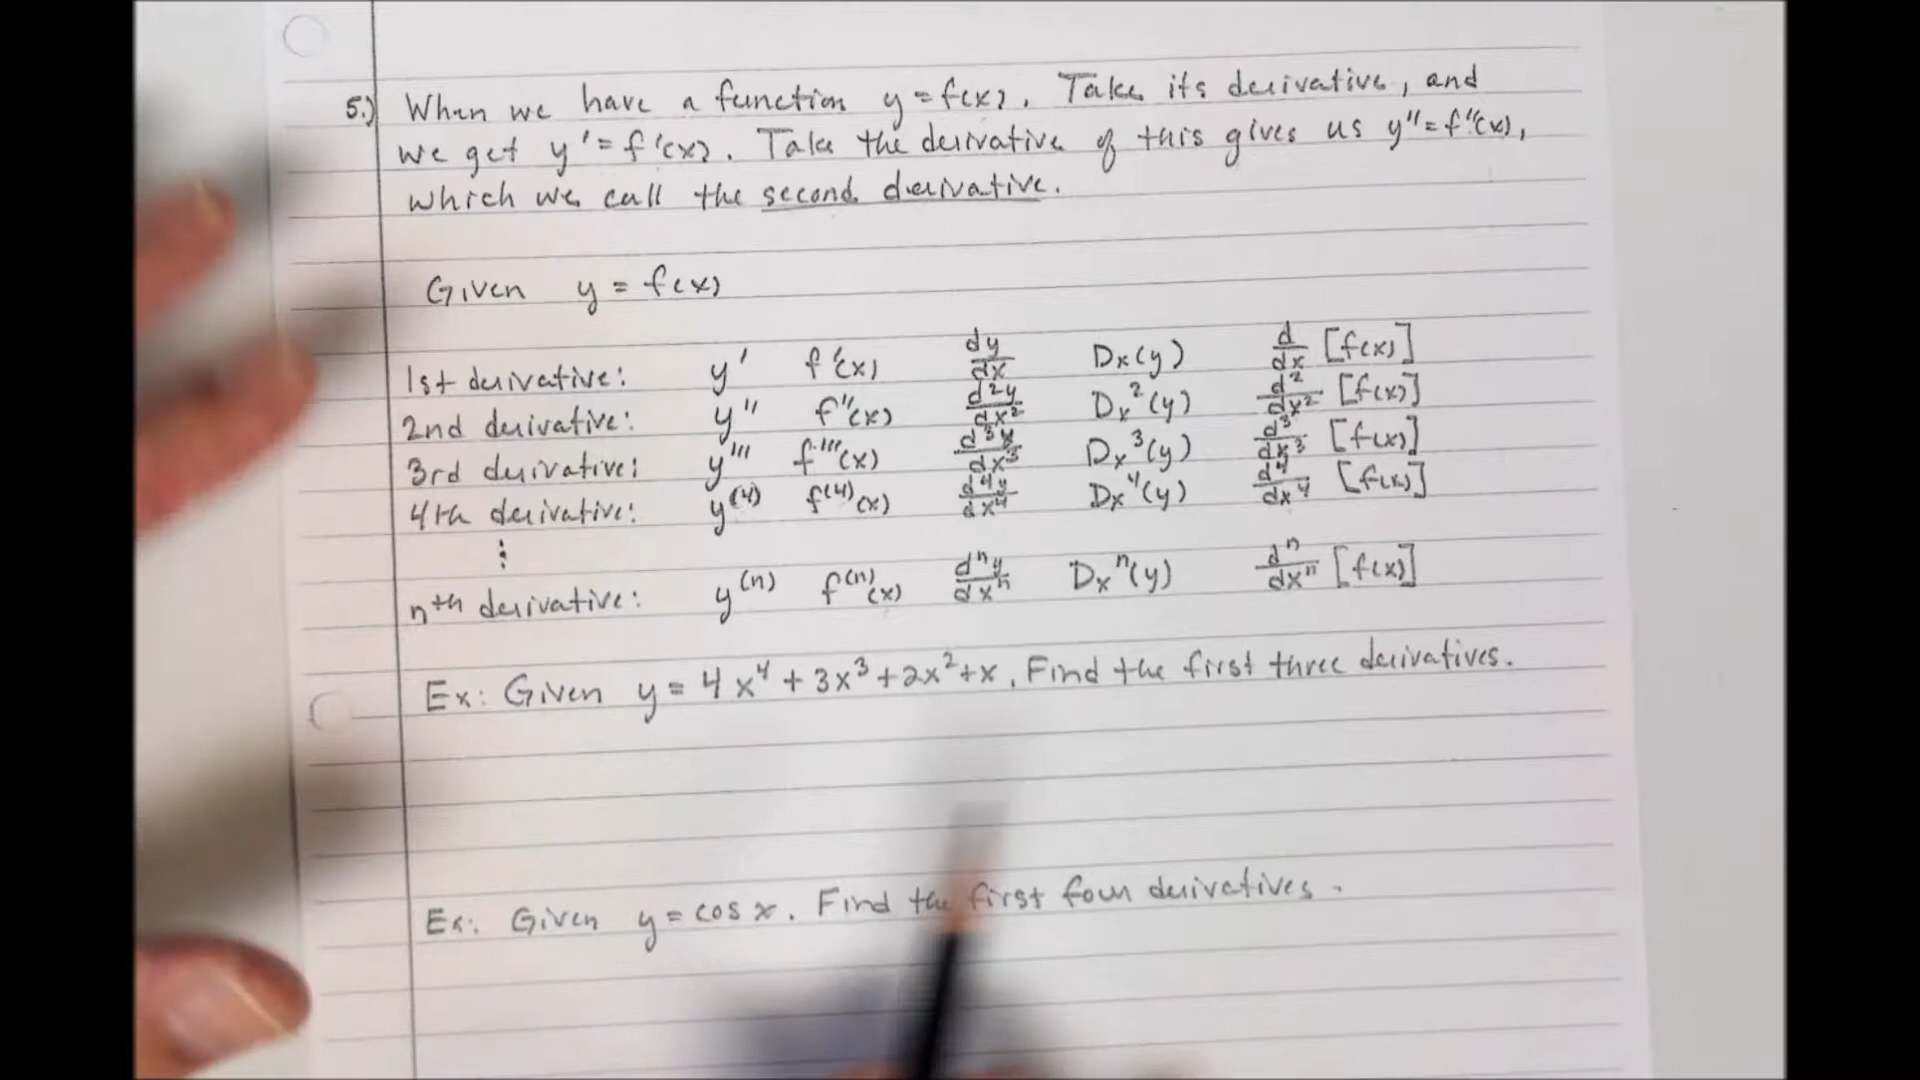 5.) When we have a function y = f(x). Take its derivative, and
we get y' = f'(x). Take the derivative of this gives us y'' = f''(x),
which we call the second derivative.
Given y = f(x)
1st derivative: y' f'(x) dy/dx Dx(y) d/dx [f(x)]
2nd derivative: y'' f''(x) d²y/dx² Dx²(y) d²/dx² [f(x)]
3rd derivative: y''' f'''(x) d³y/dx³ Dx³(y) d³/dx³ [f(x)]
4th derivative: y⁽⁴⁾ f⁽⁴⁾(x) d⁴y/dx⁴ Dx⁴(y) d⁴/dx⁴ [f(x)]
⋮
nth derivative: y⁽ⁿ⁾ f⁽ⁿ⁾(x) dⁿy/dxⁿ Dxⁿ(y) dⁿ/dxⁿ [f(x)]
Ex: Given y = 4x⁴ + 3x³ + 2x² + x. Find the first three derivatives.
Ex: Given y = cos x. Find the first four derivatives.